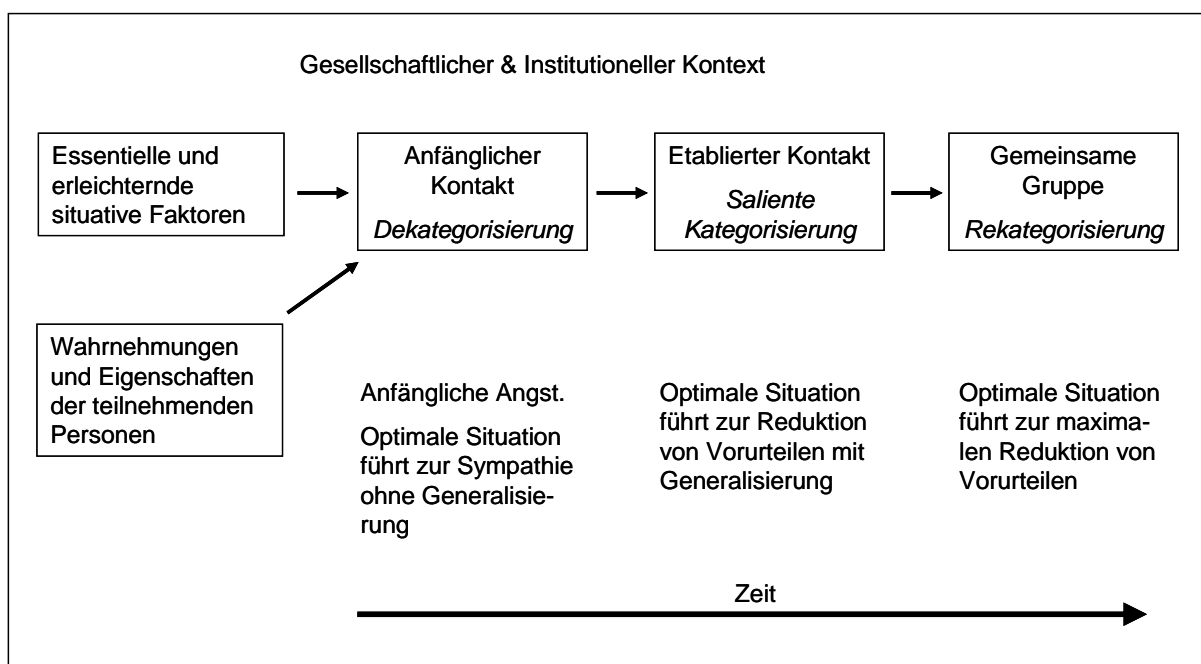 Gesellschaftlicher & Institutioneller Kontext
Essentielle und
erleichternde
situative Faktoren
Anfänglicher
Kontakt
Dekategorisierung
Etablierter Kontakt
Saliente
Kategorisierung
Gemeinsame
Gruppe
Rekategorisierung
Wahrnehmungen
und Eigenschaften
der teilnehmenden
Personen
Anfängliche Angst.
Optimale Situation
führt zur Sympathie
ohne Generalisie-
rung
Optimale Situation
führt zur Reduktion
von Vorurteilen mit
Generalisierung
Optimale Situation
führt zur maxima-
len Reduktion von
Vorurteilen
Zeit